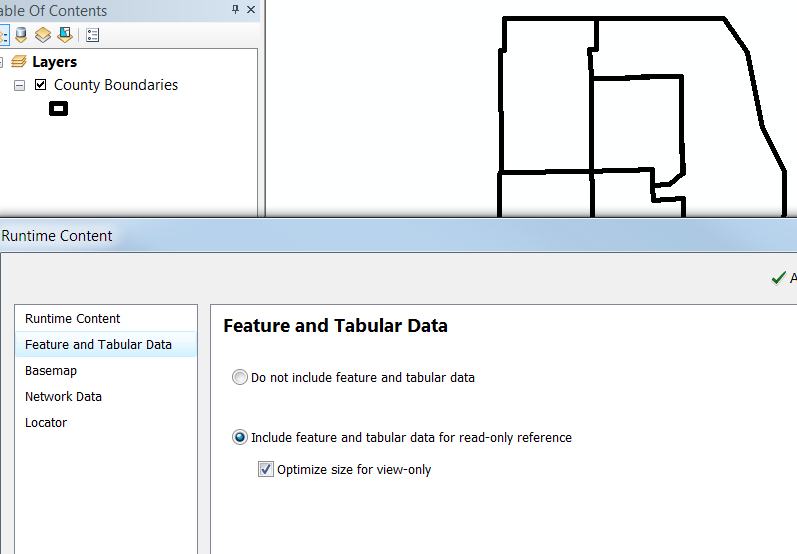 able Of Contents
Layers
County Boundaries
Runtime Content
A
Runtime Content
Feature and Tabular Data
Basemap
Network Data
Locator
Feature and Tabular Data
Do not include feature and tabular data
Include feature and tabular data for read-only reference
Optimize size for view-only